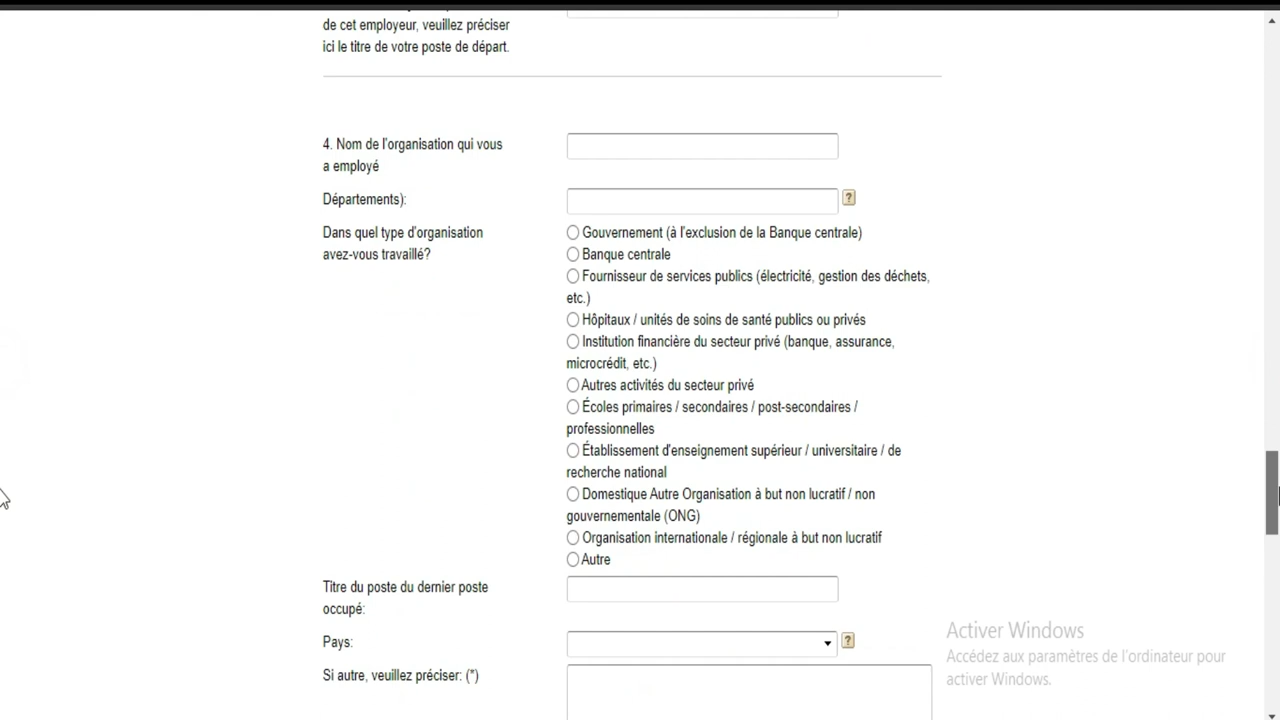 de cet employeur, veuillez préciser
ici le titre de votre poste de départ.
4. Nom de l'organisation qui vous
a employé
Départements):
?
Dans quel type d'organisation
avez-vous travaillé?
Gouvernement (à l'exclusion de la Banque centrale)
Banque centrale
Fournisseur de services publics (électricité, gestion des déchets,
etc.)
Hôpitaux / unités de soins de santé publics ou privés
Institution financière du secteur privé (banque, assurance,
microcrédit, etc.)
Autres activités du secteur privé
Écoles primaires / secondaires / post-secondaires /
professionnelles
Établissement d'enseignement supérieur / universitaire / de
recherche national
Domestique Autre Organisation à but non lucratif / non
gouvernementale (ONG)
Organisation internationale / régionale à but non lucratif
Autre
Titre du poste du dernier poste
occupé:
Pays:
?
Si autre, veuillez préciser: (*)
Activer Windows
Accédez aux paramètres de l'ordinateur pour
activer Windows.